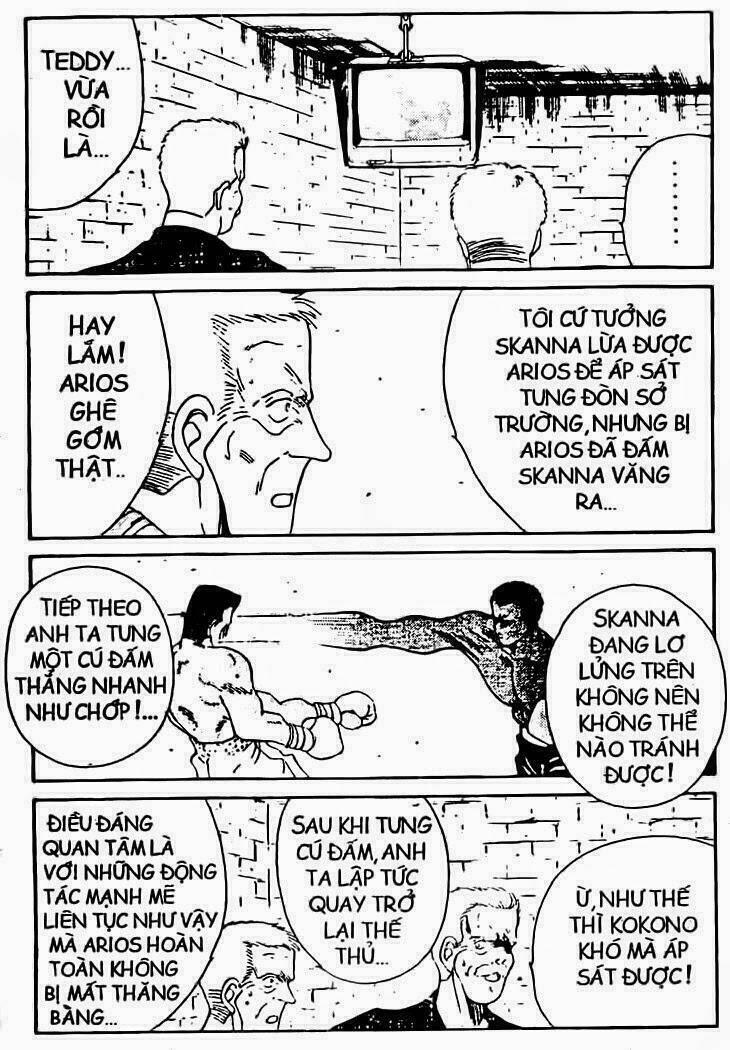 TEDDY...
VỪA
RỒI
LÀ...
.......
HAY
LẮM!
ARIOS
GHÊ
GỚM
THẬT..
TÔI CỨ TƯỞNG
SKANNA LỪA ĐƯỢC
ARIOS ĐỂ ÁP SÁT
TUNG ĐÒN SỞ
TRƯỜNG, NHƯNG BỊ
ARIOS ĐÃ ĐẤM
SKANNA VĂNG
RA...
TIẾP THEO
ANH TA TUNG
MỘT CÚ ĐẤM
THẲNG NHANH
NHƯ CHỚP!...
SKANNA
ĐANG LƠ
LỬNG TRÊN
KHÔNG NÊN
KHÔNG THỂ
NÀO TRÁNH
ĐƯỢC!
ĐIỀU ĐÁNG
QUAN TÂM LÀ
VỚI NHỮNG ĐỘNG
TÁC MẠNH MẼ
LIÊN TỤC NHƯ VẬY
MÀ ARIOS HOÀN
TOÀN KHÔNG
BỊ MẤT THĂNG
BẰNG...
SAU KHI TUNG
CÚ ĐẤM, ANH
TA LẬP TỨC
QUAY TRỞ
LẠI THẾ
THỦ...
Ừ, NHƯ THẾ
THÌ KOKONO
KHÓ MÀ ÁP
SÁT ĐƯỢC!